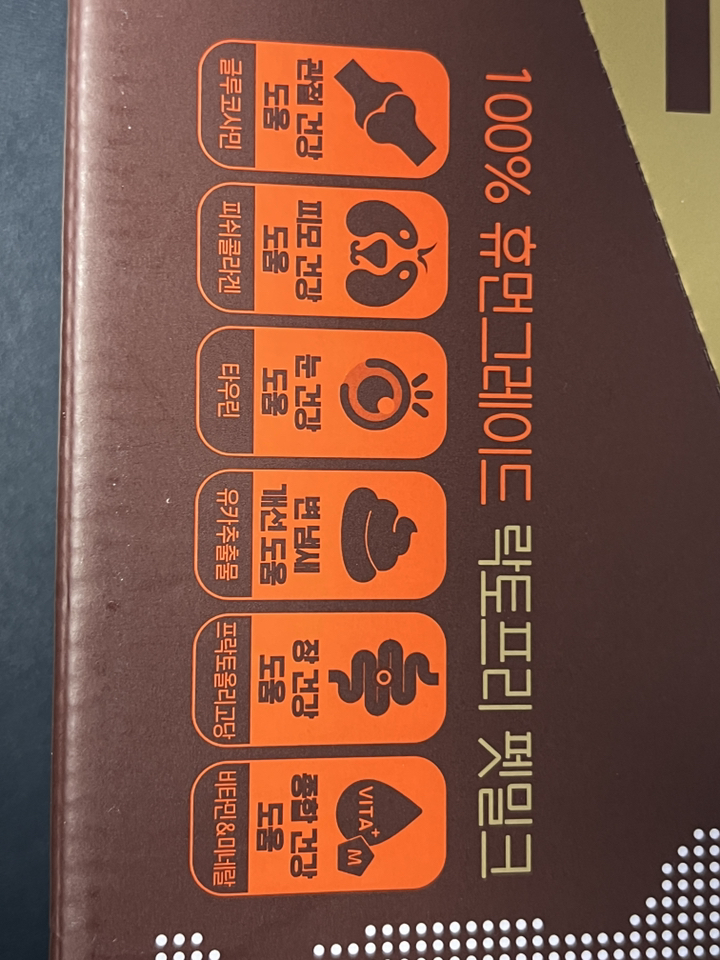 100% 휴먼그레이드 락토프리 펫밀크
관절 건강
도움
글루코사민
피모 건강
도움
피쉬콜라겐
눈 건강
도움
타우린
변 냄새
개선 도움
유카추출물
장 건강
도움
프락토올리고당
VITA+
M
종합 건강
도움
비타민&미네랄